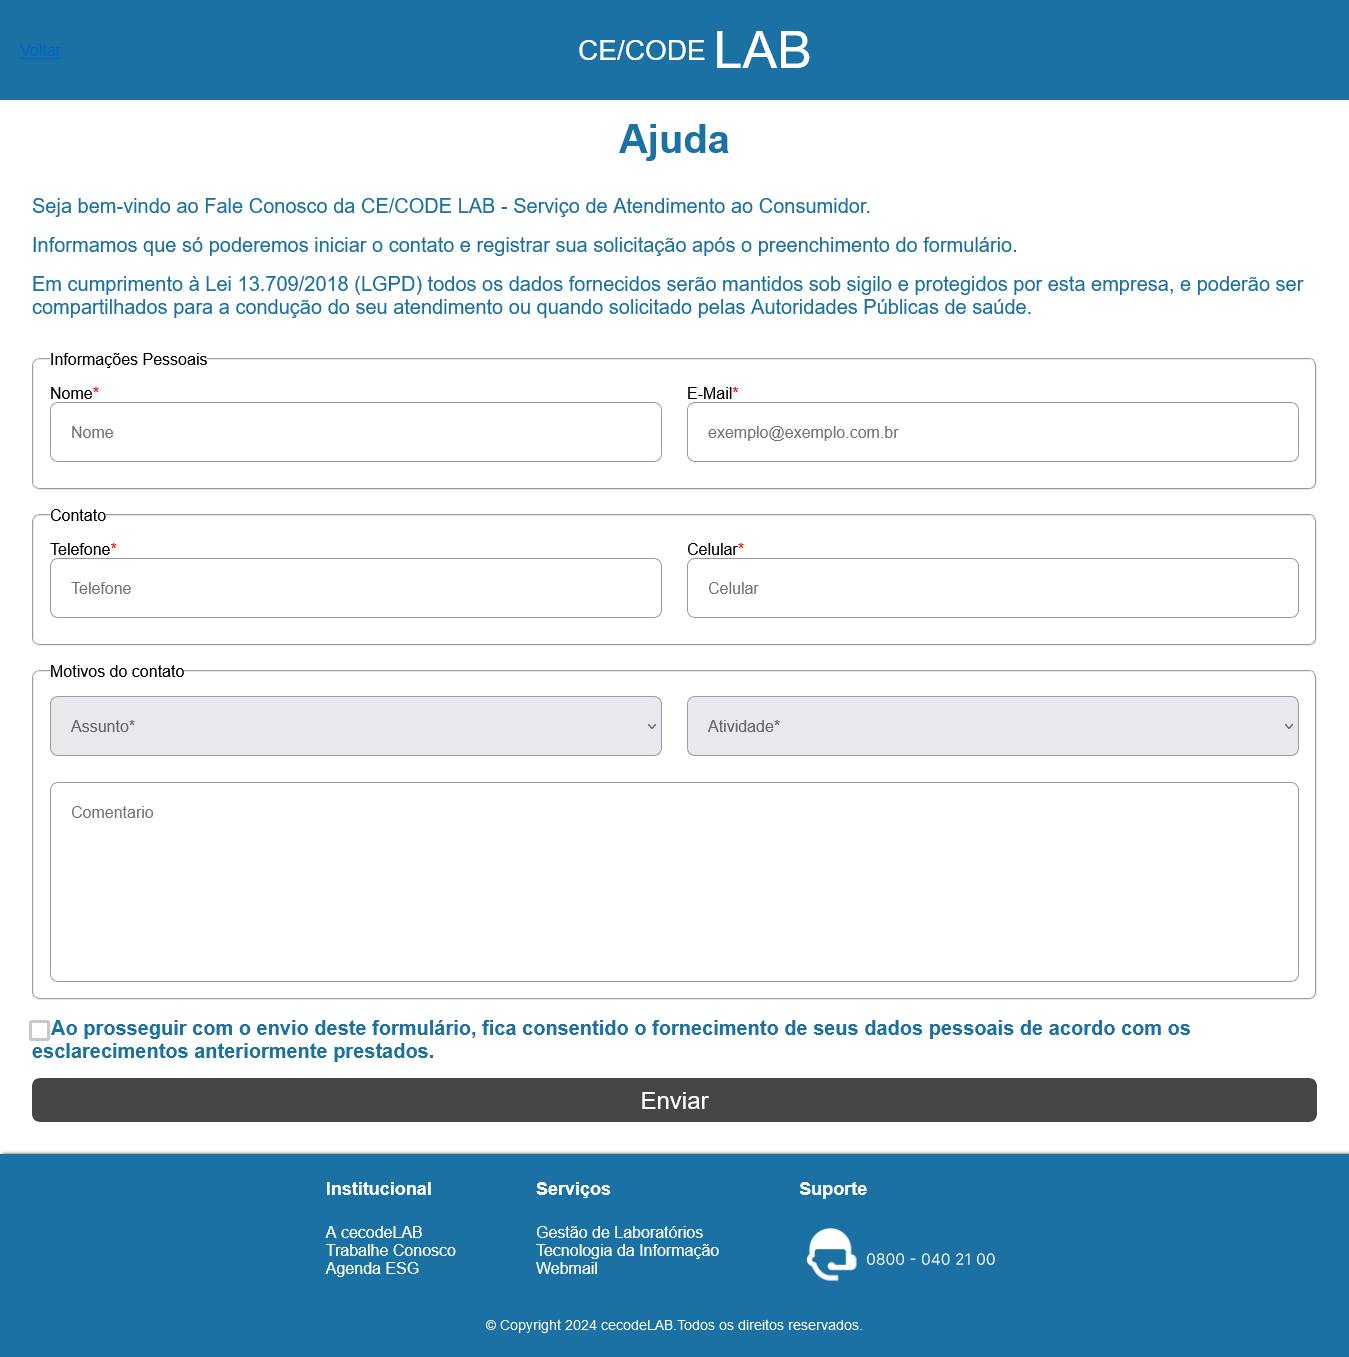 Voltar
CE/CODE LAB
Ajuda
Seja bem-vindo ao Fale Conosco da CE/CODE LAB - Serviço de Atendimento ao Consumidor.
Informamos que só poderemos iniciar o contato e registrar sua solicitação após o preenchimento do formulário.
Em cumprimento à Lei 13.709/2018 (LGPD) todos os dados fornecidos serão mantidos sob sigilo e protegidos por esta empresa, e poderão ser
compartilhados para a condução do seu atendimento ou quando solicitado pelas Autoridades Públicas de saúde.
Informações Pessoais
Nome* E-Mail*
Nome exemplo@exemplo.com.br
Contato
Telefone* Celular*
Telefone Celular
Motivos do contato
Assunto* Atividade*
Comentario
Ao prosseguir com o envio deste formulário, fica consentido o fornecimento de seus dados pessoais de acordo com os
esclarecimentos anteriormente prestados.
Enviar
Institucional
A cecodeLAB
Trabalhe Conosco
Agenda ESG
Serviços
Gestão de Laboratórios
Tecnologia da Informação
Webmail
Suporte
0800 - 040 21 00
© Copyright 2024 cecodeLAB.Todos os direitos reservados.